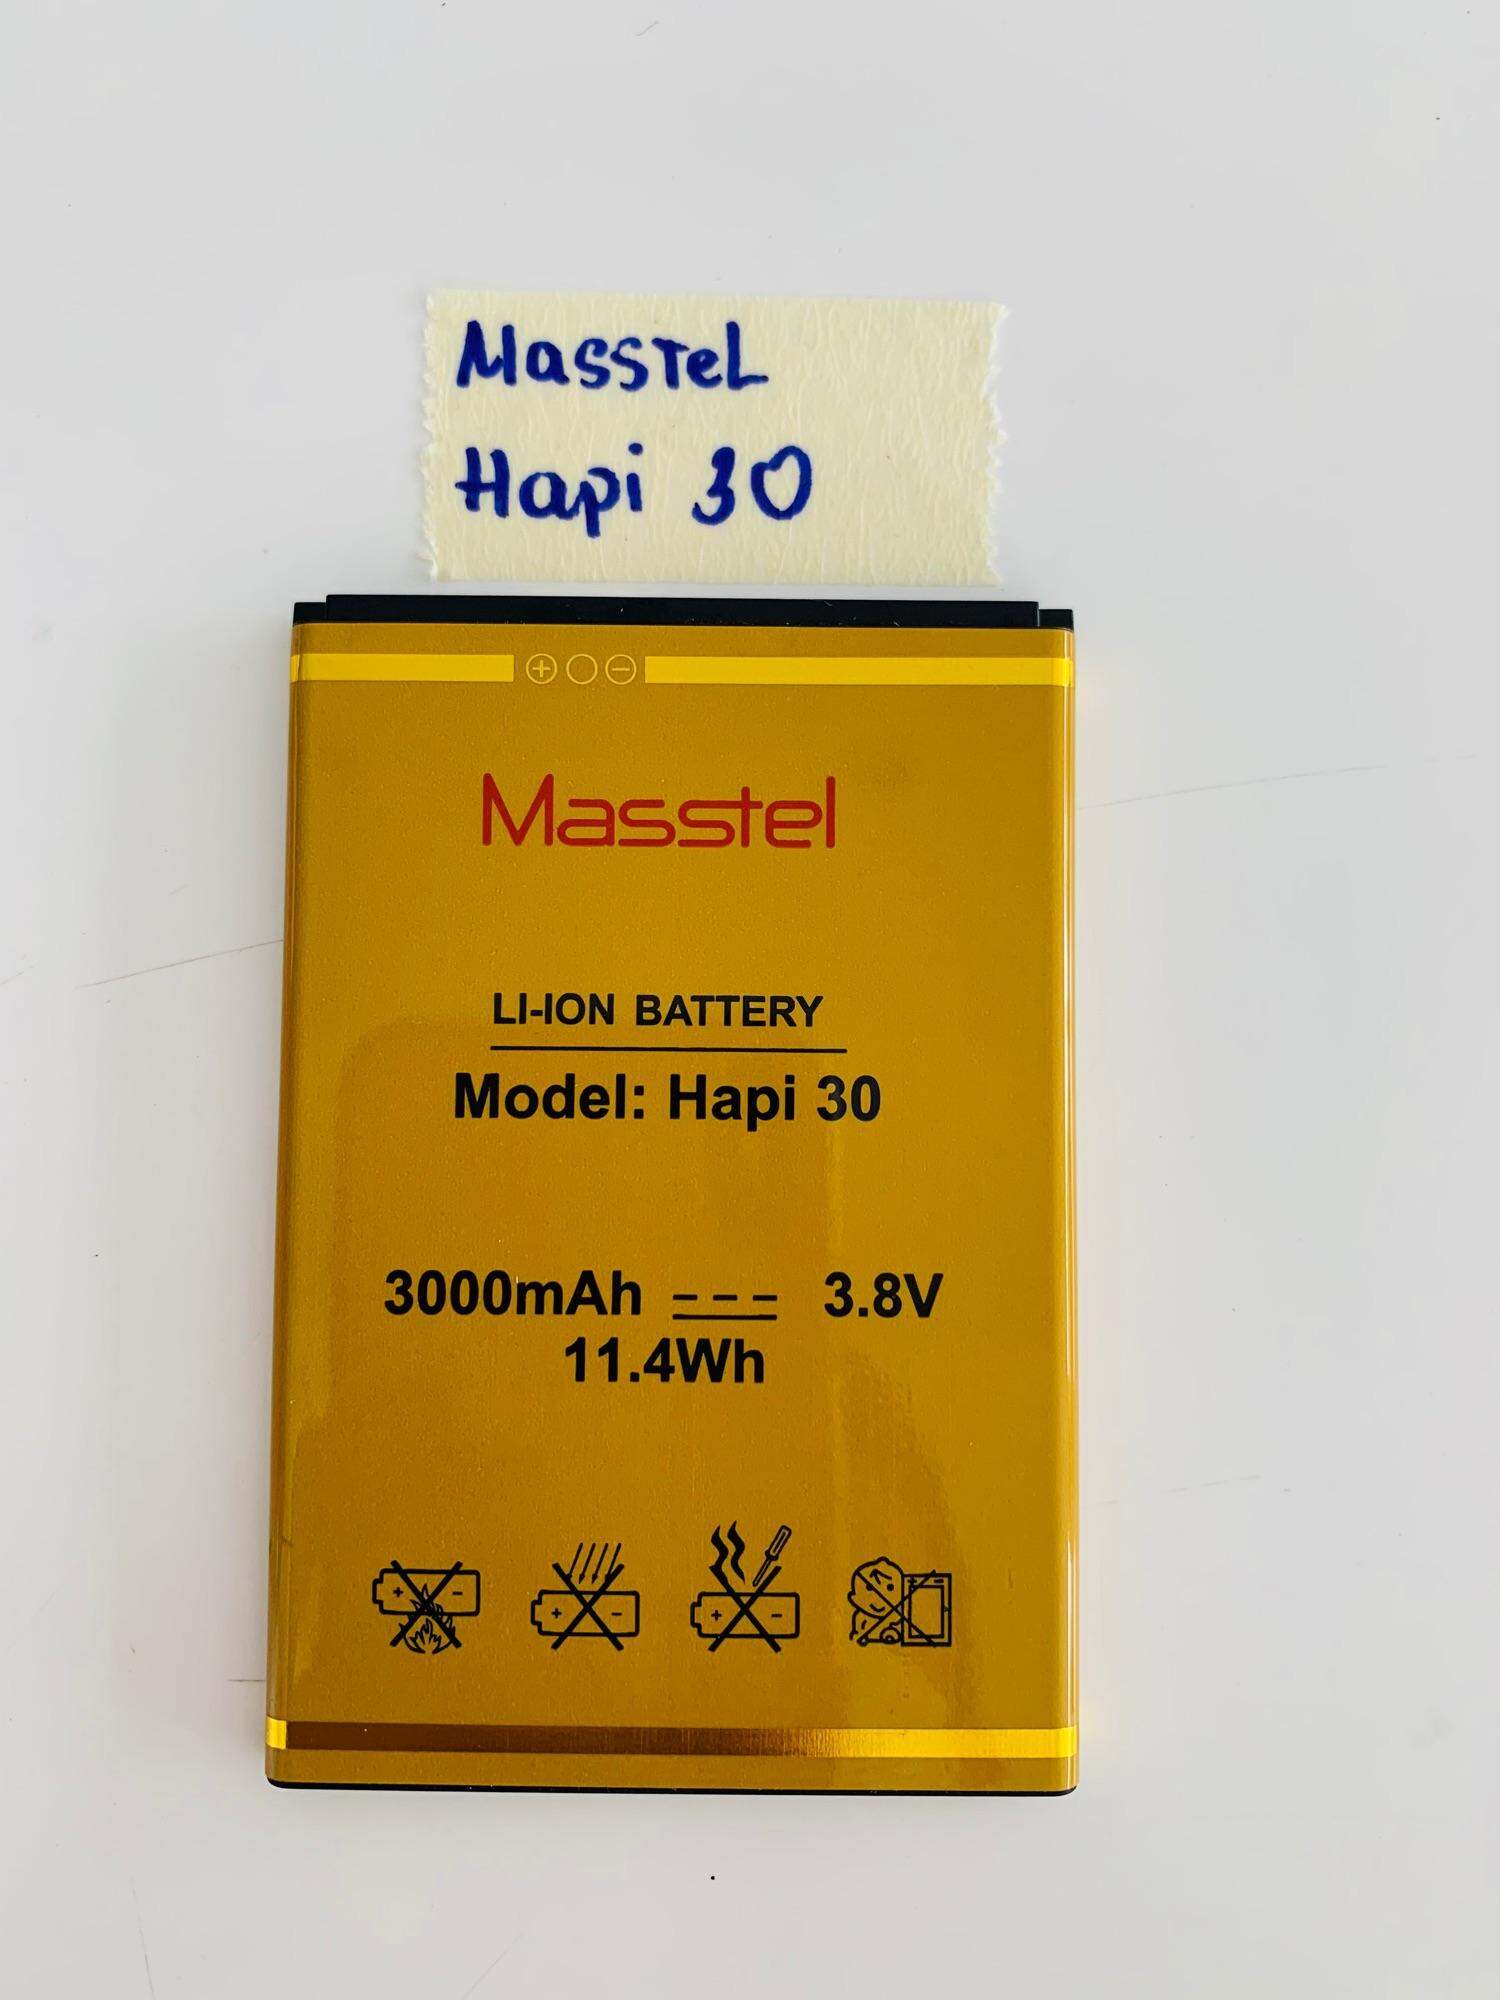 MassTeL
Hapi 30
Masstel
LI-ION BATTERY
Model: Hapi 30
3000mAh 3.8V
11.4Wh